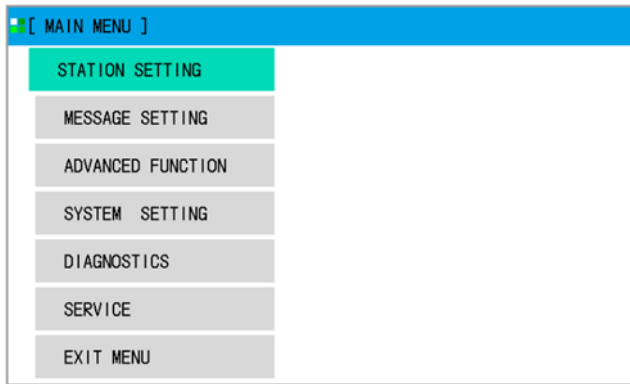 [ MAIN MENU ]
STATION SETTING
MESSAGE SETTING
ADVANCED FUNCTION
SYSTEM SETTING
DIAGNOSTICS
SERVICE
EXIT MENU